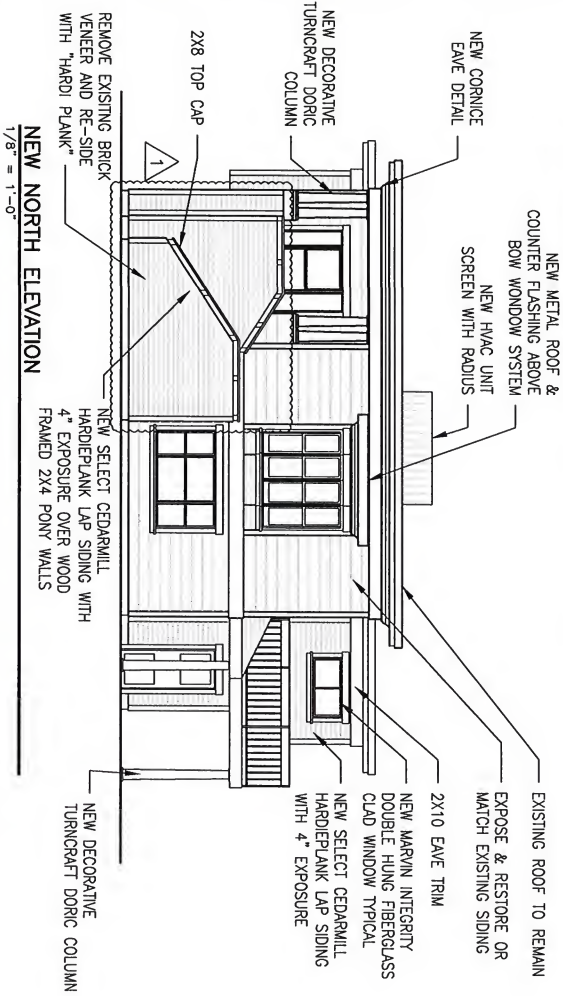 NEW METAL ROOF &
COUNTER FLASHING ABOVE
BOW WONDOW SYSTEM
NEW HVAC UNIT
SCREEN WITH RADIUS
NEW CORNICE
EAVE DETAIL
NEW DECORATIVE
TURNCRAFT DORIC
COLUMN
2X8 TOP CAP
1
REMOVE EXISITNG BRICK
VENEER AND RE-SIDE
WITH "HARDI PLANK"
EXISTING ROOF TO REMAIN
EXPOSE & RESTORE OR
MATCH EXISTING SIDING
2X10 EAVE TRIM
NEW MARVIN INTEGRITY
DOUBLE HUNG FIBERGLASS
CLAD WINDOW TYPICAL
NEW SELECT CEDARMILL
HARDIEPLANK LAP SIDING
WITH 4" EXPOSURE
NEW DECORATIVE
TURNCRAFT DORIC COLUMN
NEW SELECT CEDARMILL
HARDIEPLANK LAP SIDING WITH
4" EXPOSURE OVER WOOD
FRAMED 2X4 PONY WALLS
NEW NORTH ELEVATION
1/8" = 1'-0"